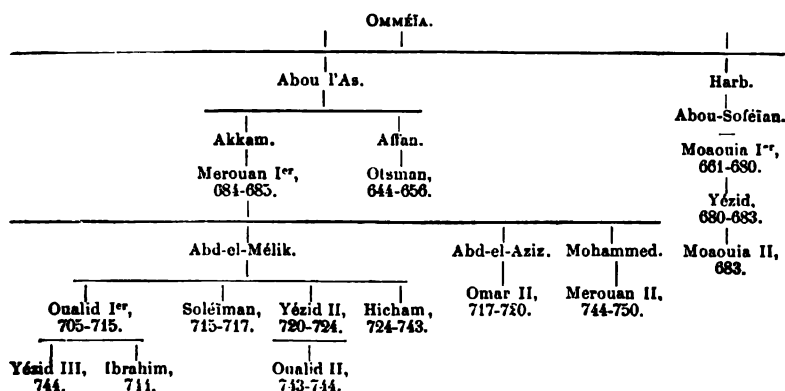 OMMÉÏA.
Abou l'As. Harb.
Abou-Soféïan.
Akkam. Affan. Moaouia Iᵉʳ,
Merouan Iᵉʳ, Otsman, 661-680.
684-685. 644-656. Yézid,
680-683.
Abd-el-Mélik. Abd-el-Aziz. Mohammed. Moaouia II,
683.
Oualid Iᵉʳ, Soléïman, Yézid II, Hicham, Omar II, Merouan II,
705-715. 715-717. 720-724. 724-743. 717-720. 744-750.
Yézid III, Ibrahim, Oualid II,
744. 744. 743-744.